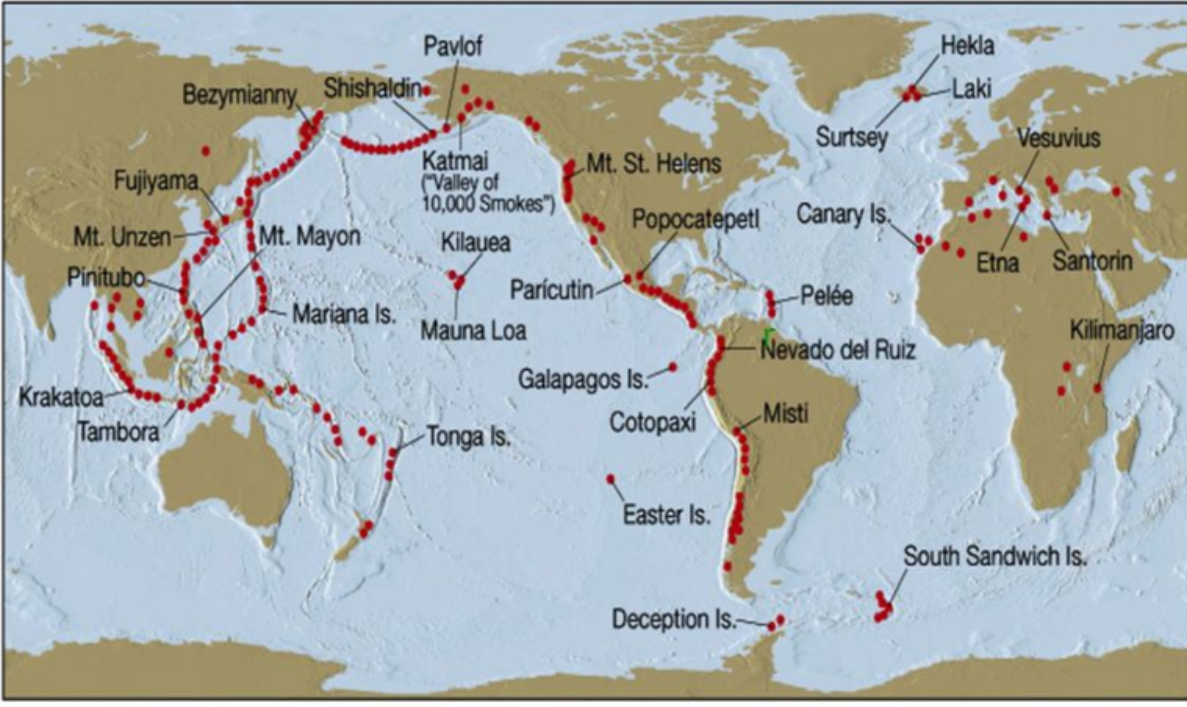 Pavlof
Hekla
Bezymianny
Shishaldin
Laki
Surtsey
Vesuvius
Katmai
("Valley of
10,000 Smokes")
Mt. St. Helens
Fujiyama
Popocatepetl
Canary Is.
Mt. Unzen
Mt. Mayon
Kilauea
Etna
Santorin
Pinitubo
Parícutin
Pelée
Mariana Is.
Mauna Loa
Kilimanjaro
Nevado del Ruiz
Galapagos Is.
Krakatoa
Cotopaxi
Misti
Tambora
Tonga Is.
Easter Is.
South Sandwich Is.
Deception Is.